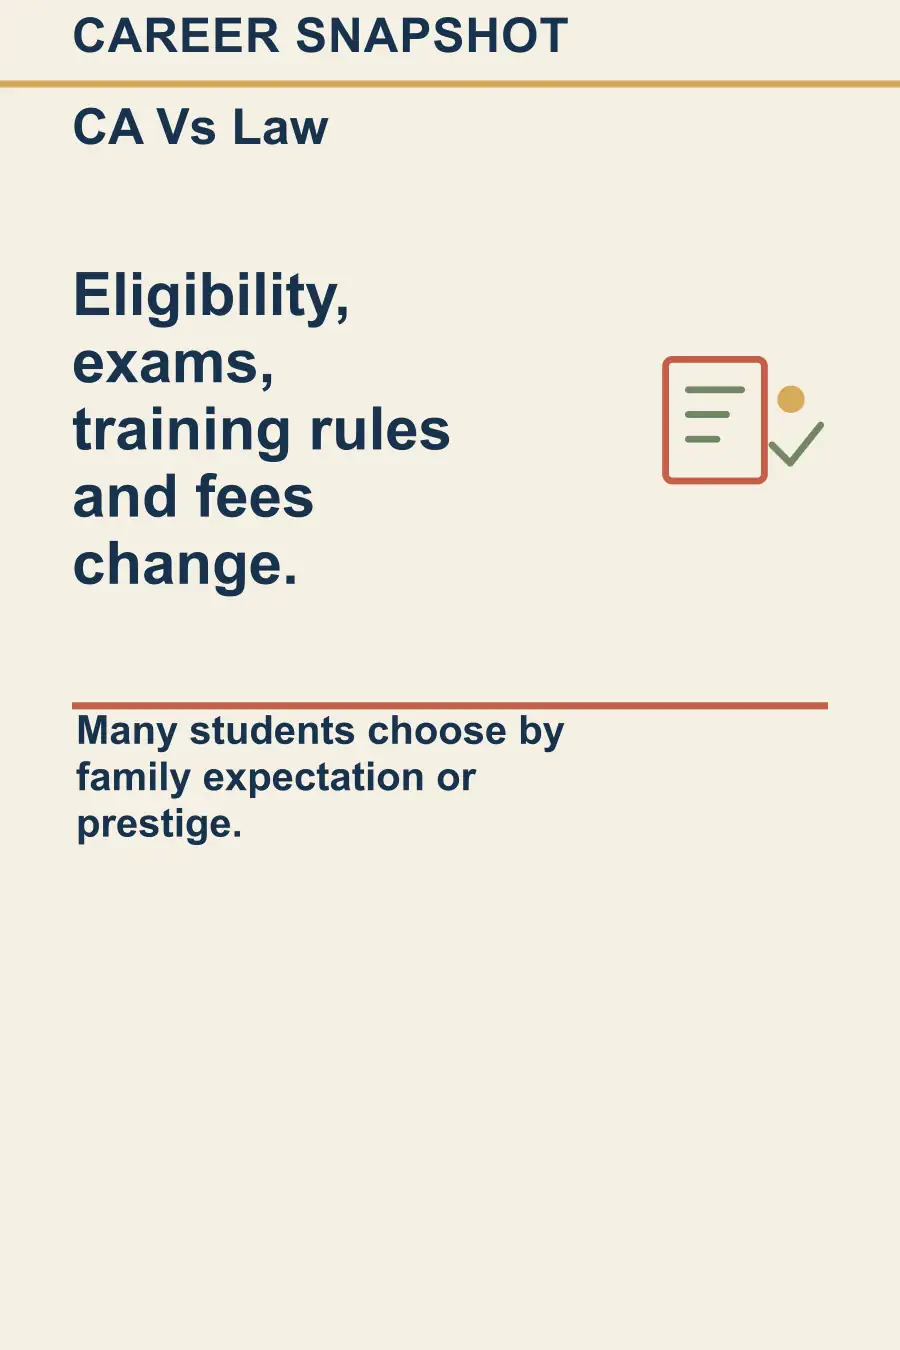 CAREER SNAPSHOT
CA Vs Law
Eligibility,
exams,
training rules
and fees
change.
Many students choose by
family expectation or
prestige.